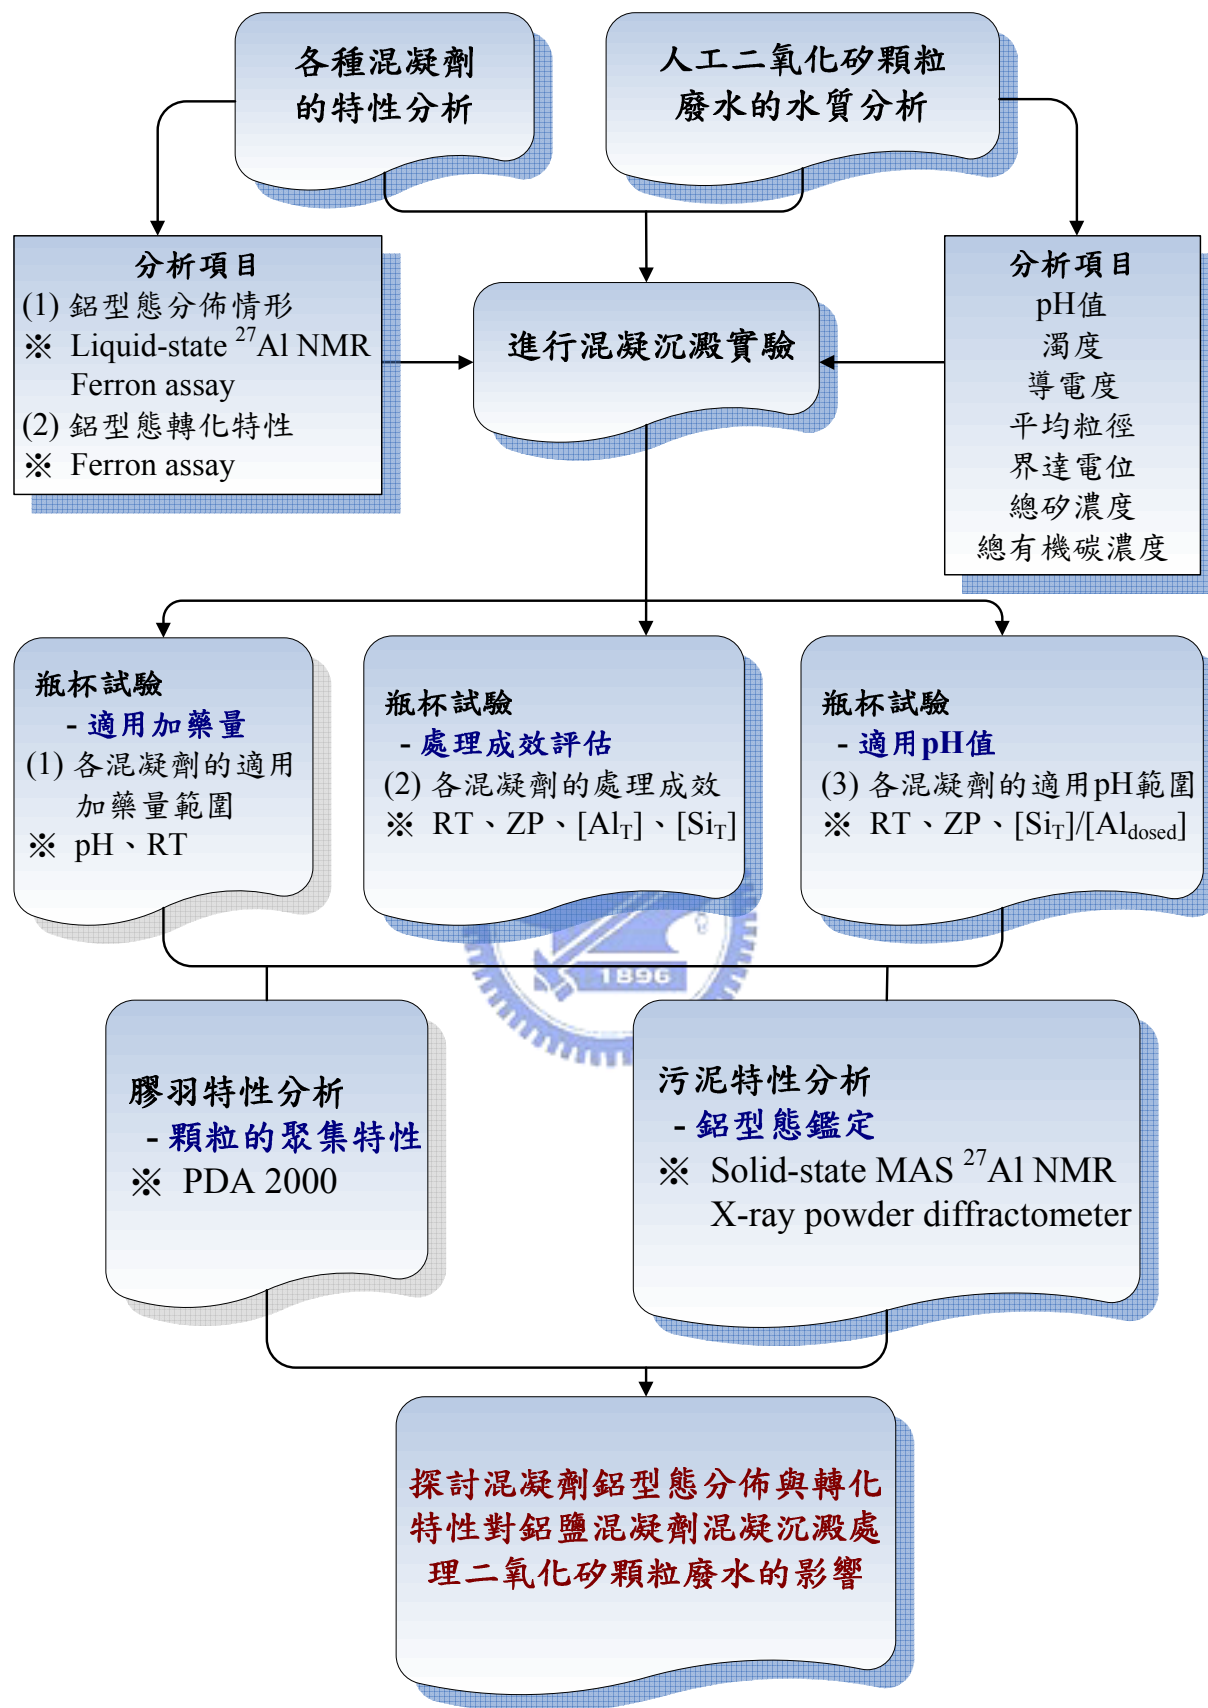 各種混凝劑
的特性分析
人工二氧化矽顆粒
廢水的水質分析
分析項目
(1) 鋁型態分佈情形
※ Liquid-state ²⁷Al NMR
Ferron assay
(2) 鋁型態轉化特性
※ Ferron assay
進行混凝沉澱實驗
分析項目
pH值
濁度
導電度
平均粒徑
界達電位
總矽濃度
總有機碳濃度
瓶杯試驗
- 適用加藥量
(1) 各混凝劑的適用
加藥量範圍
※ pH、RT
瓶杯試驗
- 處理成效評估
(2) 各混凝劑的處理成效
※ RT、ZP、[Al_T]、[Si_T]
瓶杯試驗
- 適用pH值
(3) 各混凝劑的適用pH範圍
※ RT、ZP、[Si_T]/[Al_dosed]
1896
膠羽特性分析
- 顆粒的聚集特性
※ PDA 2000
污泥特性分析
- 鋁型態鑑定
※ Solid-state MAS ²⁷Al NMR
X-ray powder diffractometer
探討混凝劑鋁型態分佈與轉化
特性對鋁鹽混凝劑混凝沉澱處
理二氧化矽顆粒廢水的影響